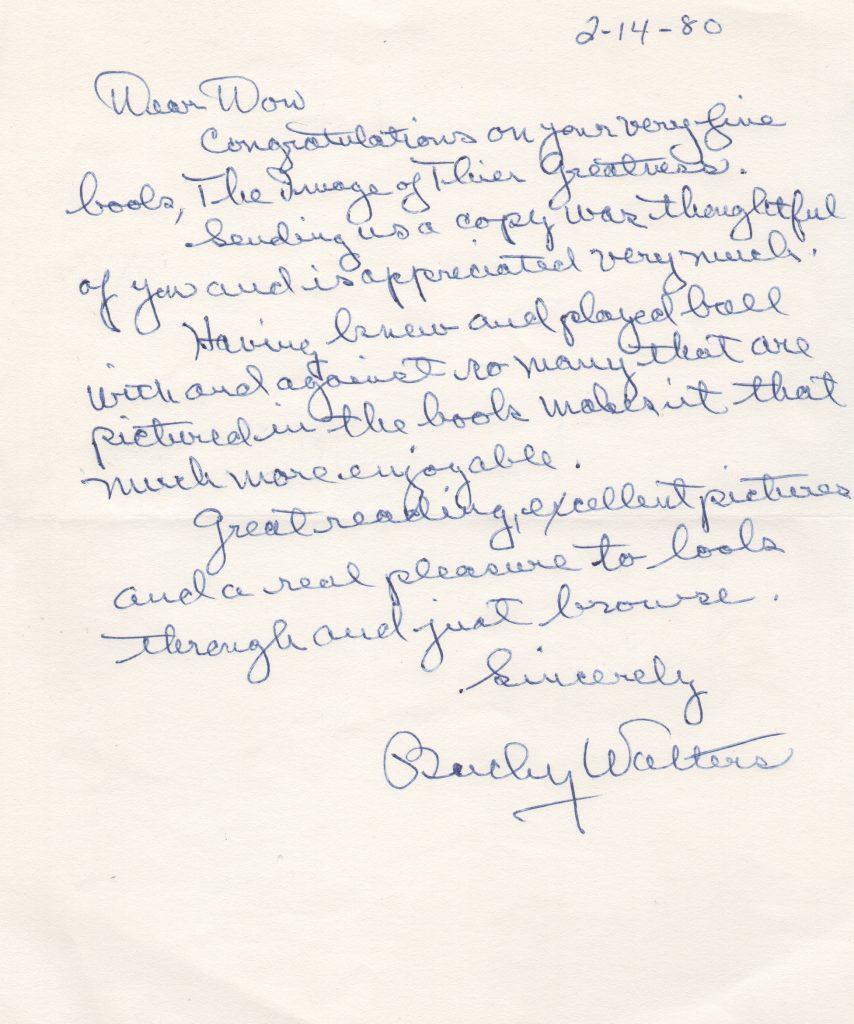 2-14-80
Dear Don
Congratulations on your very fine
book, The Image of Thier Greatness.
Sending us a copy was thoughtful
of you and is appreciated very much.
Having knew and played ball
with and against so many that are
pictured in the book makes it that
much more enjoyable.
Great reading, excellent pictures
and a real pleasure to look
through and just browse.
Sincerely
Bucky Walters